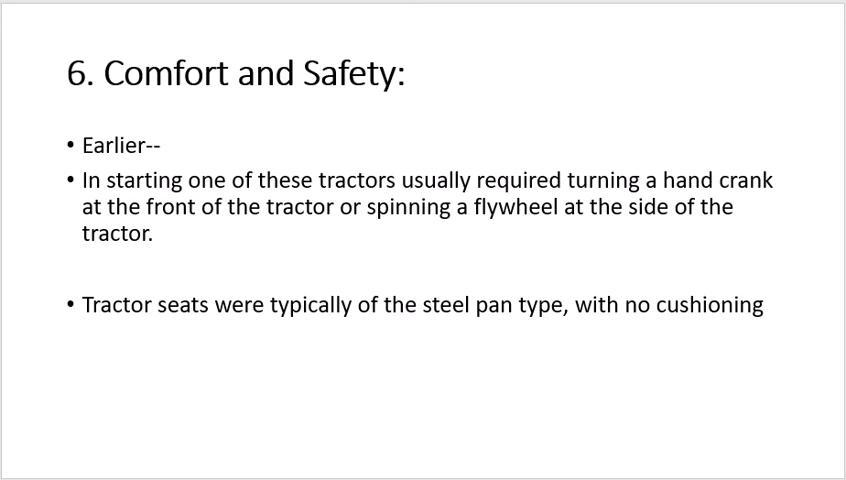 6. Comfort and Safety:
• Earlier--
• In starting one of these tractors usually required turning a hand crank
at the front of the tractor or spinning a flywheel at the side of the
tractor.
• Tractor seats were typically of the steel pan type, with no cushioning